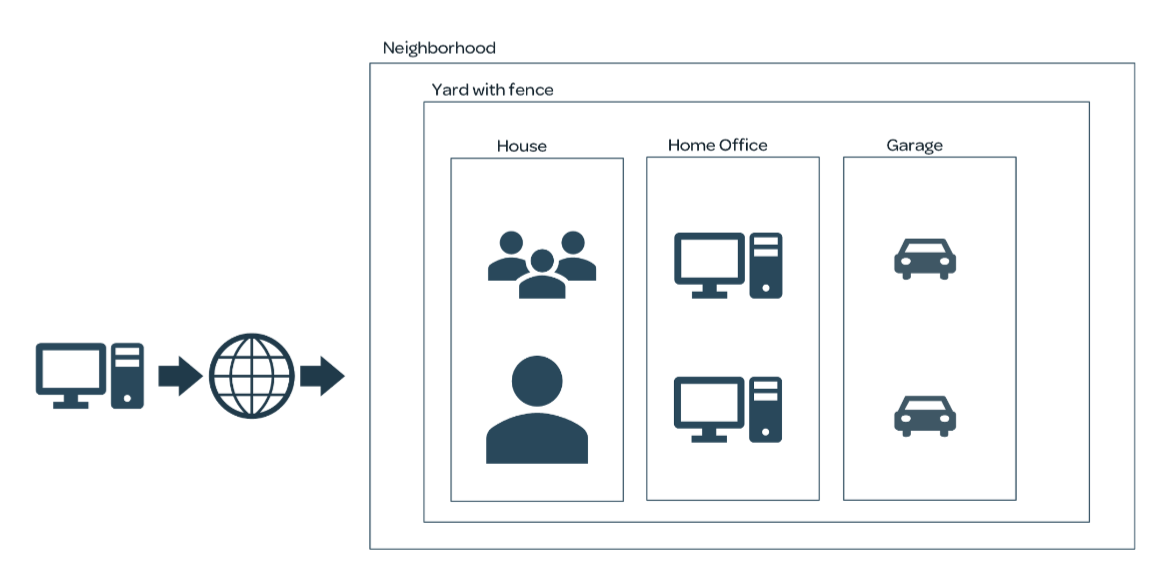 Neighborhood
Yard with fence
House
Home Office
Garage